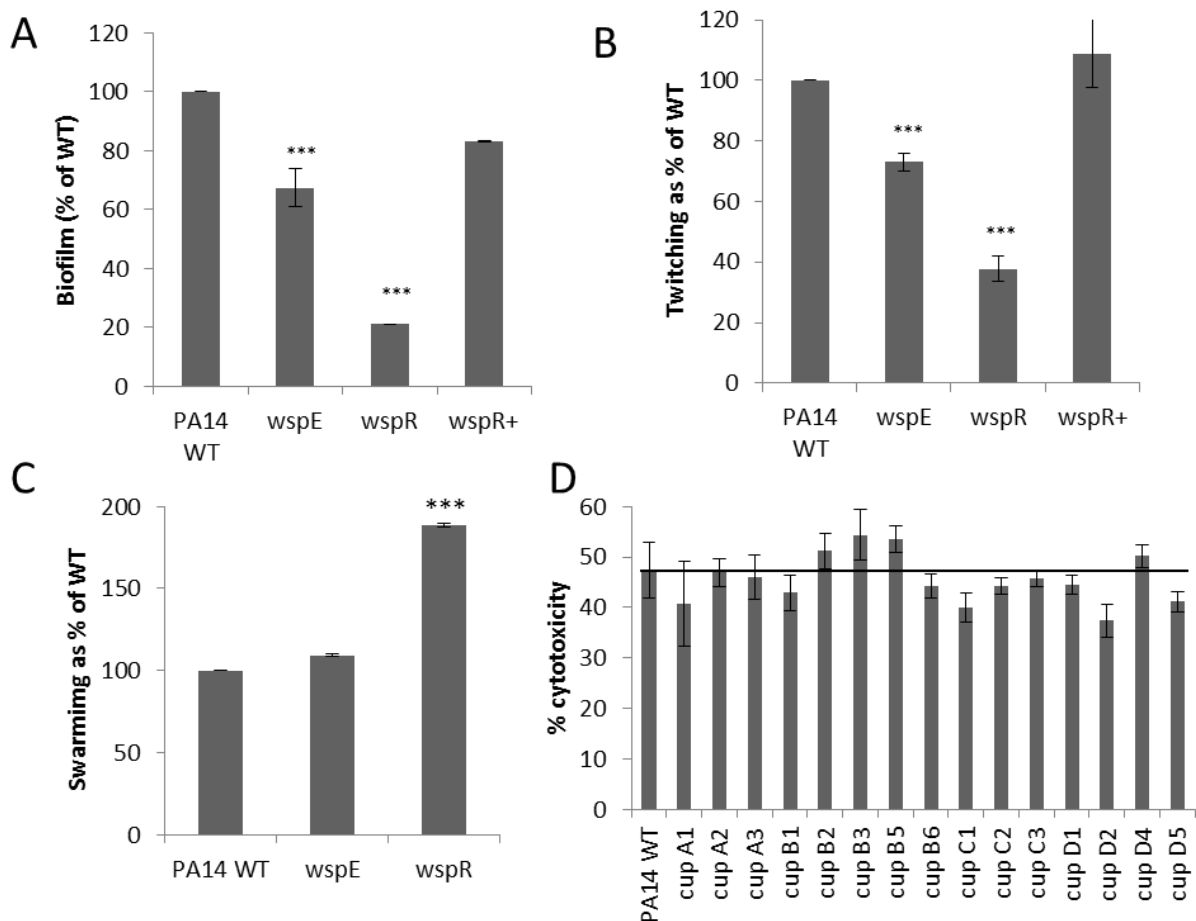 A
Biofilm (% of WT)
120
100
80
60
40
20
0
***
***
PA14 WT
wspE
wspR
wspR+
B
Twitching as % of WT
120
100
80
60
40
20
0
***
***
PA14 WT
wspE
wspR
wspR+
C
Swarming as % of WT
200
150
100
50
0
***
PA14 WT
wspE
wspR
D
% cytotoxicity
60
50
40
30
20
10
0
PA14 WT
cup A1
cup A2
cup A3
cup B1
cup B2
cup B3
cup B5
cup B6
cup C1
cup C2
cup C3
cup D1
cup D2
cup D4
cup D5